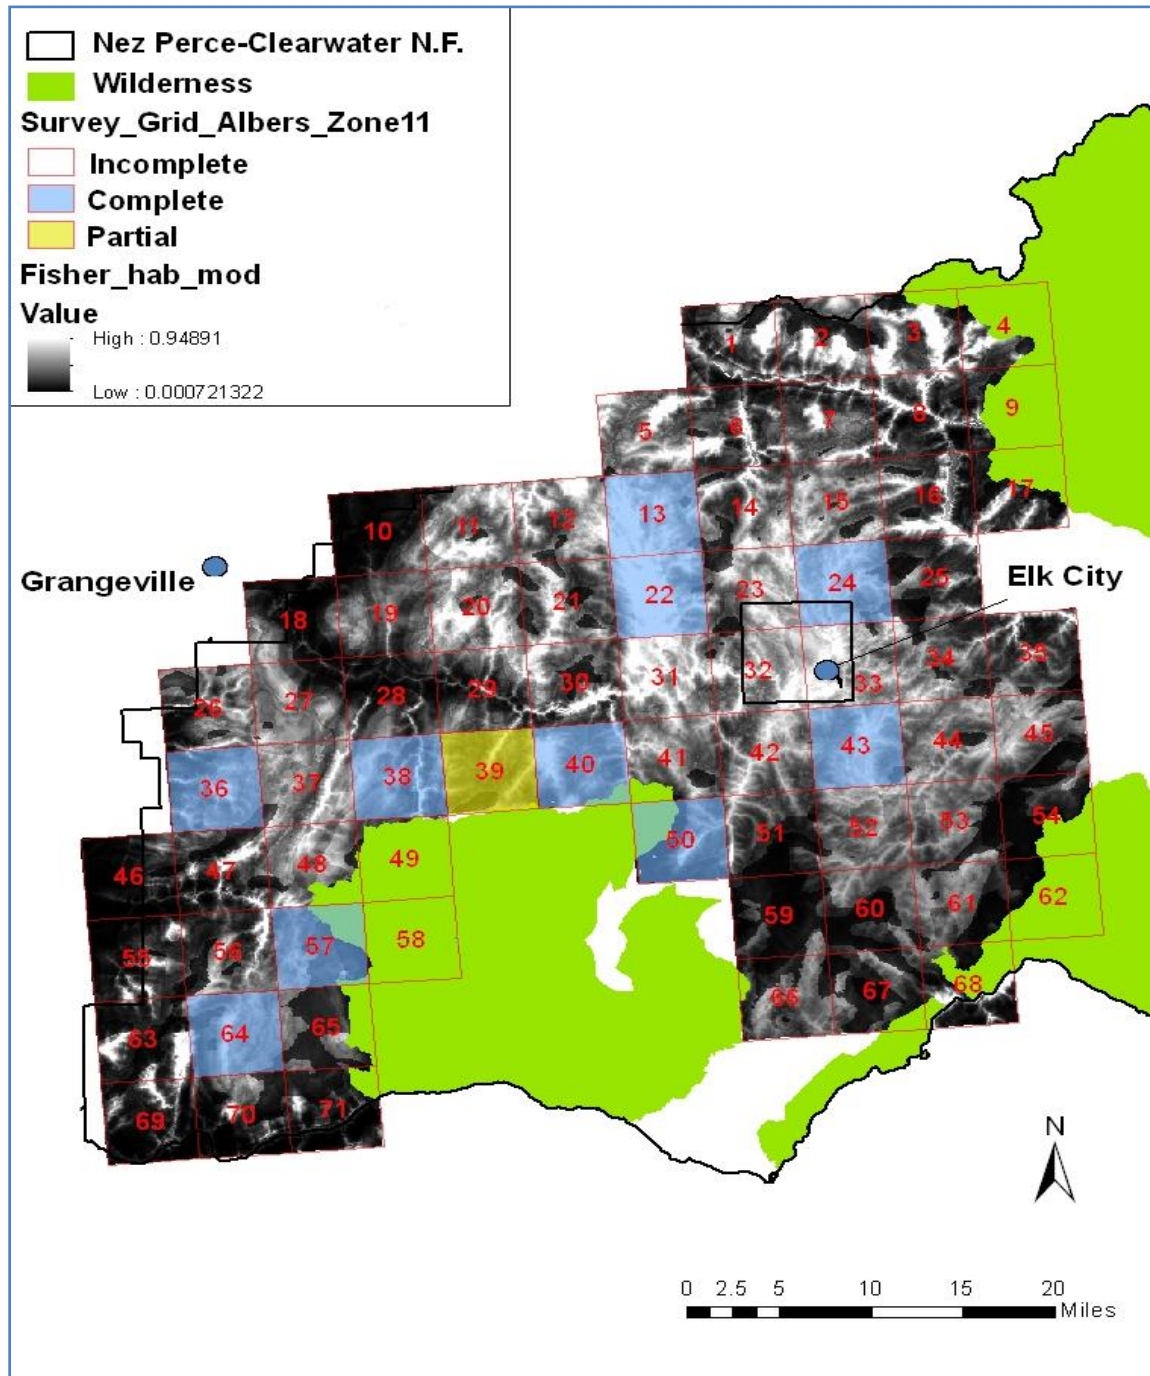 Nez Perce-Clearwater N.F.
Wilderness
Survey_Grid_Albers_Zone11
Incomplete
Complete
Partial
Fisher_hab_mod
Value
High : 0.94891
Low : 0.000721322
1 2 3 4
5 6 7 8 9
10 11 12 13 14 15 16 17
Grangeville
18 19 20 21 22 23 24 25
Elk City
26 27 28 29 30 31 32 33 34 35
36 37 38 39 40 41 42 43 44 45
46 47 48 49 50 51 52 53 54
55 56 57 58 59 60 61 62
63 64 65 66 67 68
69 70 71
N
0 2.5 5 10 15 20
Miles